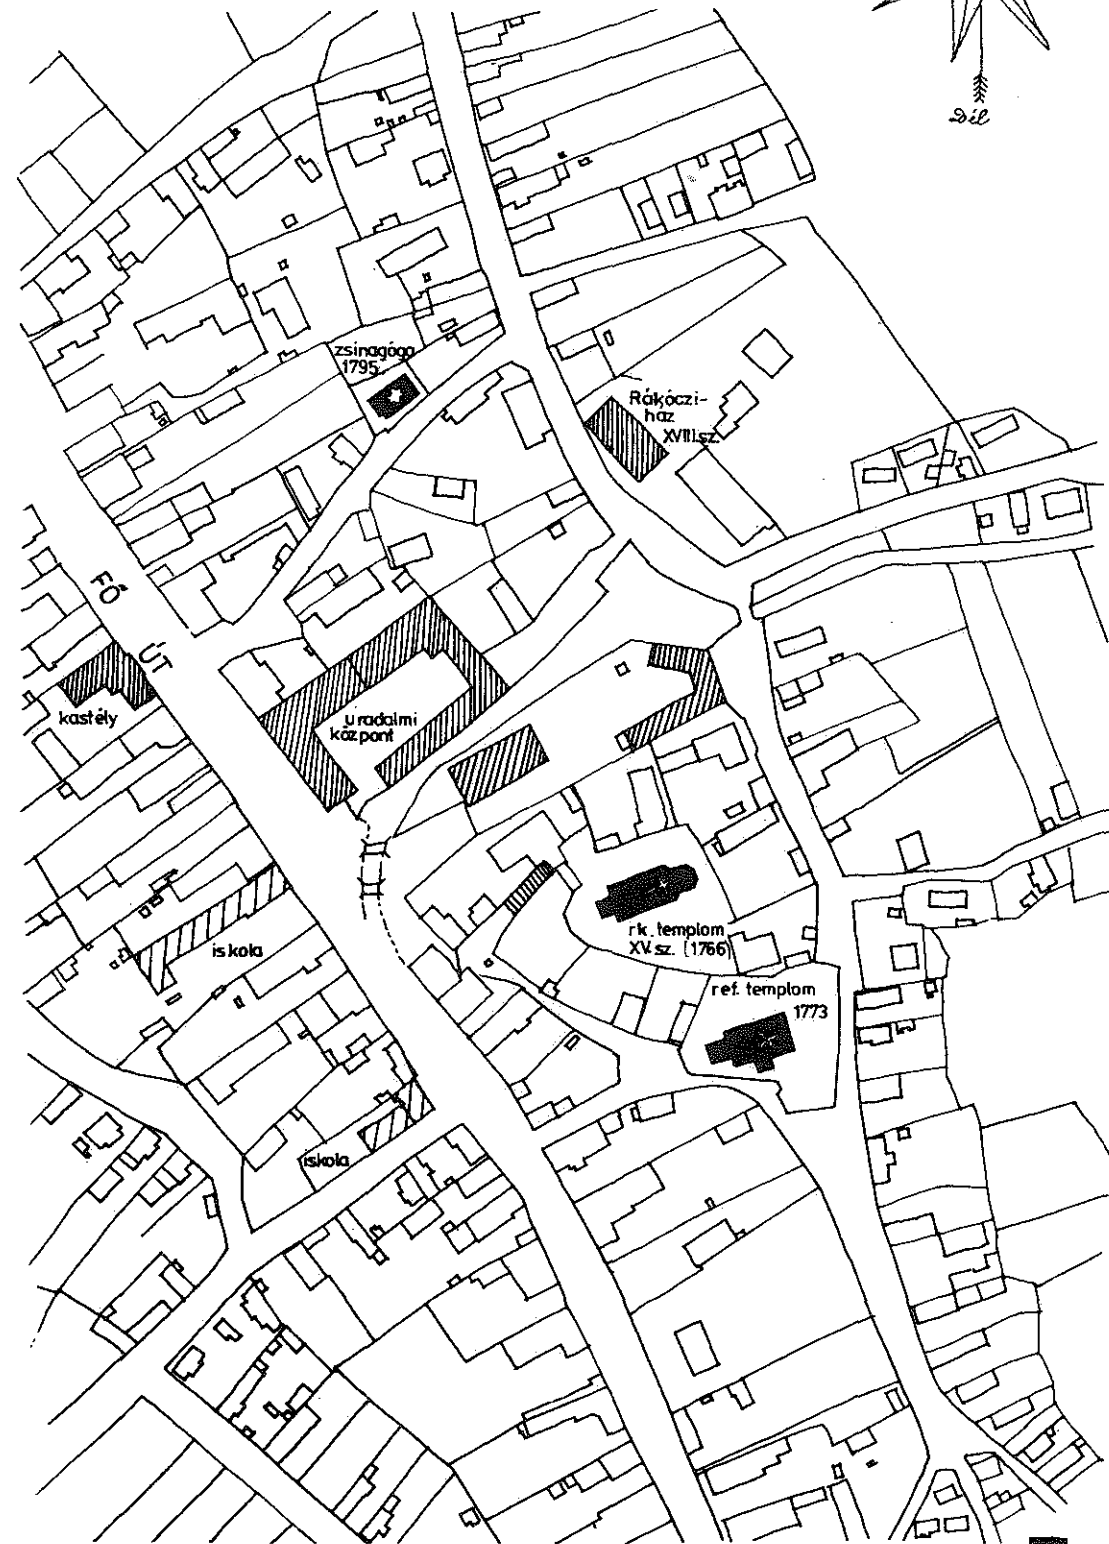 Dél
zsinagóga
1795.
Rákóczi-
ház
XVIII.sz.
FŐ
ÚT
kastély
uradalmi
központ
iskola
rk. templom
XV. sz. (1766)
ref. templom
1773
iskola